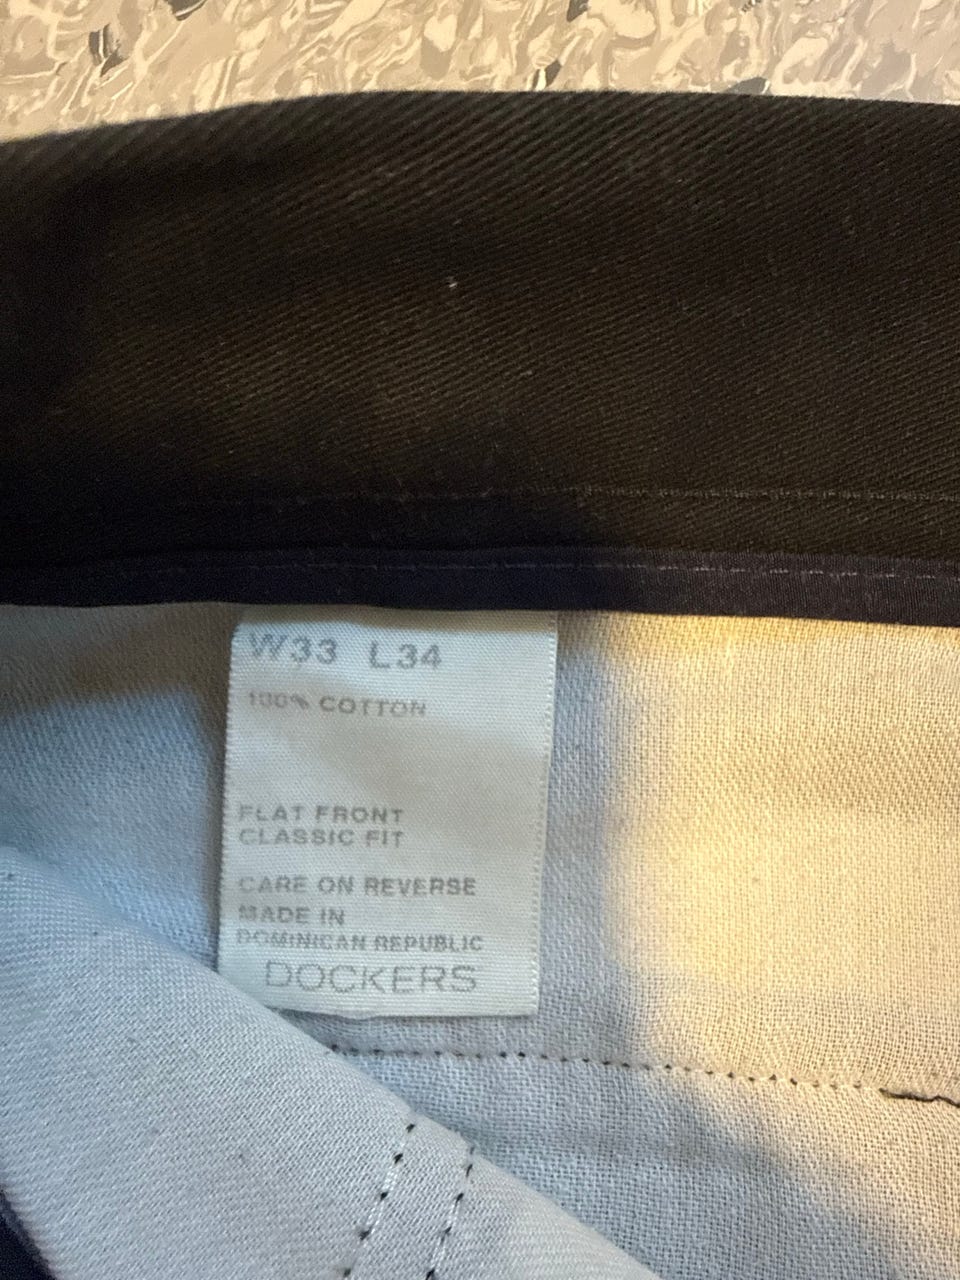 W33 L34
100% COTTON
FLAT FRONT
CLASSIC FIT
CARE ON REVERSE
MADE IN
DOMINICAN REPUBLIC
DOCKERS